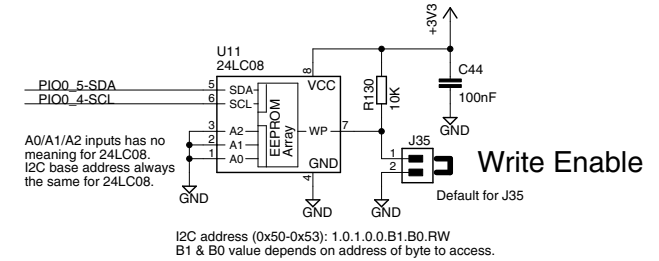 +3V3
U11
24LC08
PIO0_5-SDA
PIO0_4-SCL
5
6
3
2
1
SDA
SCL
A2
A1
A0
EEPROM
Array
8
VCC
WP
7
GND
4
R130
10K
C44
100nF
GND
J35
1
2
Write Enable
Default for J35
A0/A1/A2 inputs has no
meaning for 24LC08.
I2C base address always
the same for 24LC08.
GND
GND
GND
I2C address (0x50-0x53): 1.0.1.0.0.B1.B0.RW
B1 & B0 value depends on address of byte to access.